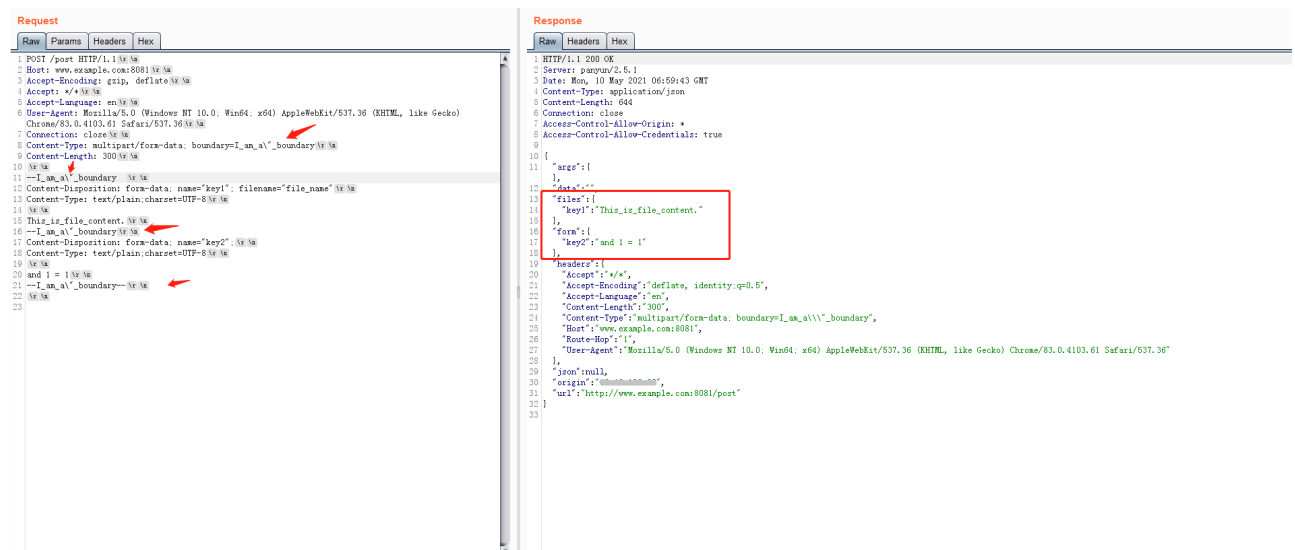 Request
Raw Params Headers Hex
1 POST /post HTTP/1.1 \r \n
2 Host: www.example.com:8081 \r \n
3 Accept-Encoding: gzip, deflate \r \n
4 Accept: */* \r \n
5 Accept-Language: en \r \n
6 User-Agent: Mozilla/5.0 (Windows NT 10.0; Win64; x64) AppleWebKit/537.36 (KHTML, like Gecko)
Chrome/83.0.4103.61 Safari/537.36 \r \n
7 Connection: close \r \n
8 Content-Type: multipart/form-data; boundary=I_am_a\"_boundary \r \n
9 Content-Length: 300 \r \n
10 \r \n
11 --I_am_a\"_boundary \r \n
12 Content-Disposition: form-data; name="key1"; filename="file_name" \r \n
13 Content-Type: text/plain;charset=UTF-8 \r \n
14 \r \n
15 This_is_file_content. \r \n
16 --I_am_a\"_boundary \r \n
17 Content-Disposition: form-data; name="key2"; \r \n
18 Content-Type: text/plain;charset=UTF-8 \r \n
19 \r \n
20 and 1 = 1 \r \n
21 --I_am_a\"_boundary-- \r \n
22 \r \n
23
Response
Raw Headers Hex
1 HTTP/1.1 200 OK
2 Server: panyun/2.5.1
3 Date: Mon, 10 May 2021 06:59:43 GMT
4 Content-Type: application/json
5 Content-Length: 644
6 Connection: close
7 Access-Control-Allow-Origin: *
8 Access-Control-Allow-Credentials: true
9
10 {
11 "args":{
},
12 "data":"",
13 "files":{
14 "key1":"This_is_file_content."
15 },
16 "form":{
17 "key2":"and 1 = 1"
18 },
19 "headers":{
20 "Accept":"*/*",
21 "Accept-Encoding":"deflate, identity;q=0.5",
22 "Accept-Language":"en",
23 "Content-Length":"300",
24 "Content-Type":"multipart/form-data; boundary=I_am_a\\\"_boundary",
25 "Host":"www.example.com:8081",
26 "Route-Hop":"1",
27 "User-Agent":"Mozilla/5.0 (Windows NT 10.0; Win64; x64) AppleWebKit/537.36 (KHTML, like Gecko) Chrome/83.0.4103.61 Safari/537.36"
28 },
29 "json":null,
30 "origin":"",
31 "url":"http://www.example.com:8081/post"
32 }
33